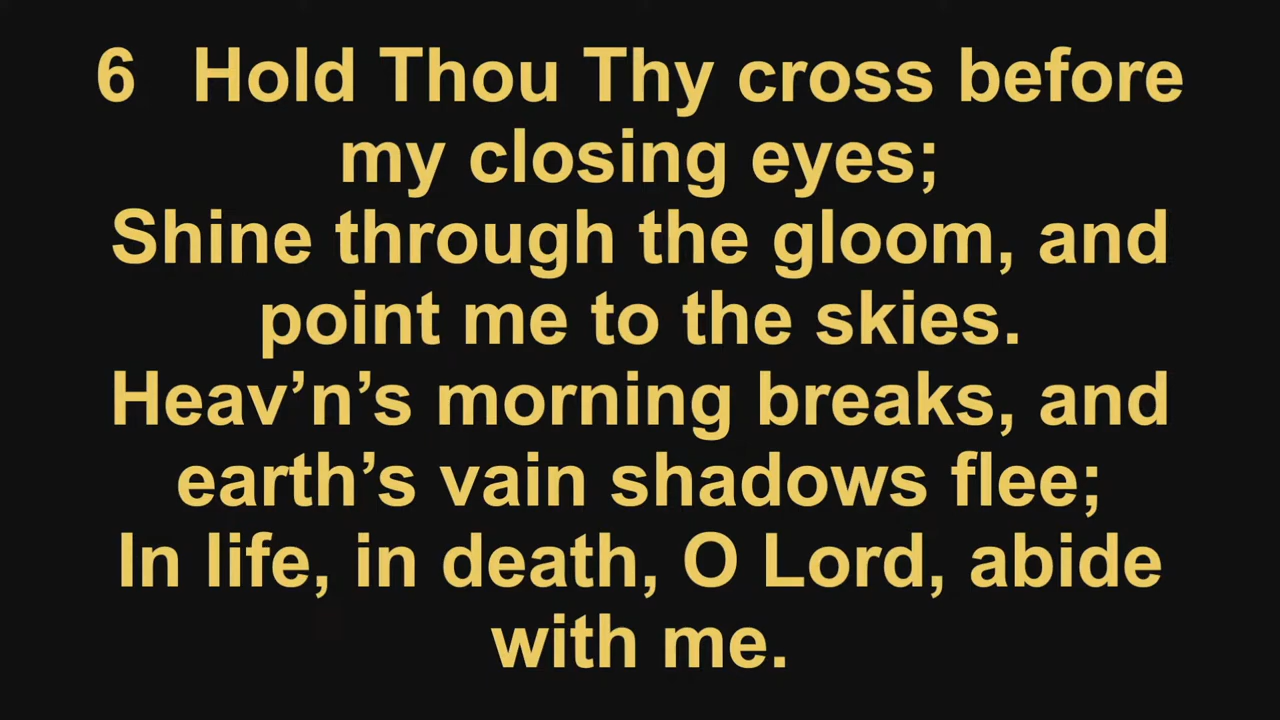 6 Hold Thou Thy cross before
my closing eyes;
Shine through the gloom, and
point me to the skies.
Heav’n’s morning breaks, and
earth’s vain shadows flee;
In life, in death, O Lord, abide
with me.